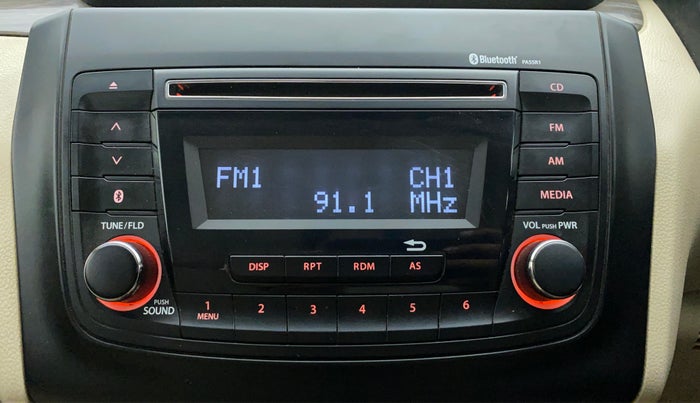 Bluetooth PA5SR1
CD
FM
AM
MEDIA
FM1 CH1
91.1 MHz
TUNE/FLD
VOL PUSH PWR
DISP RPT RDM AS
PUSH SOUND
1 MENU 2 3 4 5 6